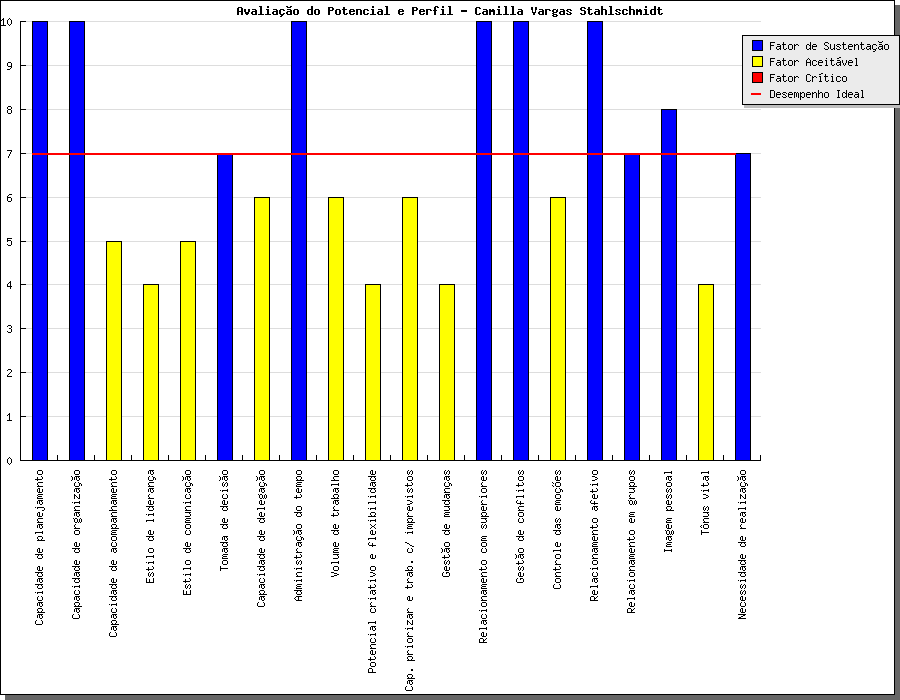 Avaliação do Potencial e Perfil - Camilla Vargas Stahlschmidt
Fator de Sustentação
Fator Aceitável
Fator Crítico
Desempenho Ideal
10
9
8
7
6
5
4
3
2
1
0
Capacidade de planejamento
Capacidade de organização
Capacidade de acompanhamento
Estilo de liderança
Estilo de comunicação
Tomada de decisão
Capacidade de delegação
Administração do tempo
Volume de trabalho
Potencial criativo e flexibilidade
Cap. priorizar e trab. c/ imprevistos
Gestão de mudanças
Relacionamento com superiores
Gestão de conflitos
Controle das emoções
Relacionamento afetivo
Relacionamento em grupos
Imagem pessoal
Tônus vital
Necessidade de realização